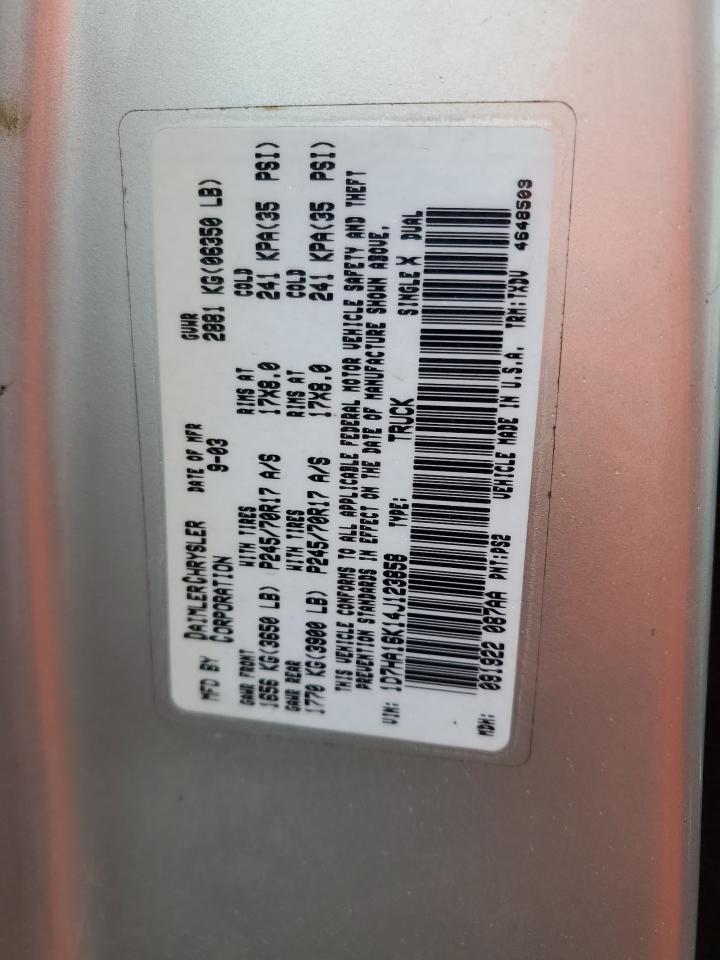 MFD BY DAIMLERCHRYSLER CORPORATION DATE OF MFR 9-03 GVWR 2881 KG(06350 LB)
GAWR FRONT WITH TIRES RIMS AT COLD
1656 KG(3650 LB) P245/70R17 A/S 17X8.0 241 KPA(35 PSI)
GAWR REAR WITH TIRES RIMS AT COLD
1770 KG(3900 LB) P245/70R17 A/S 17X8.0 241 KPA(35 PSI)
THIS VEHICLE CONFORMS TO ALL APPLICABLE FEDERAL MOTOR VEHICLE SAFETY AND THEFT
PREVENTION STANDARDS IN EFFECT ON THE DATE OF MANUFACTURE SHOWN ABOVE.
VIN: 1D7HA16K14J123858 TYPE: TRUCK SINGLE X DUAL
MDH: 091922 087AA PNT:PS2 VEHICLE MADE IN U.S.A. TRM:TXDV 4648503